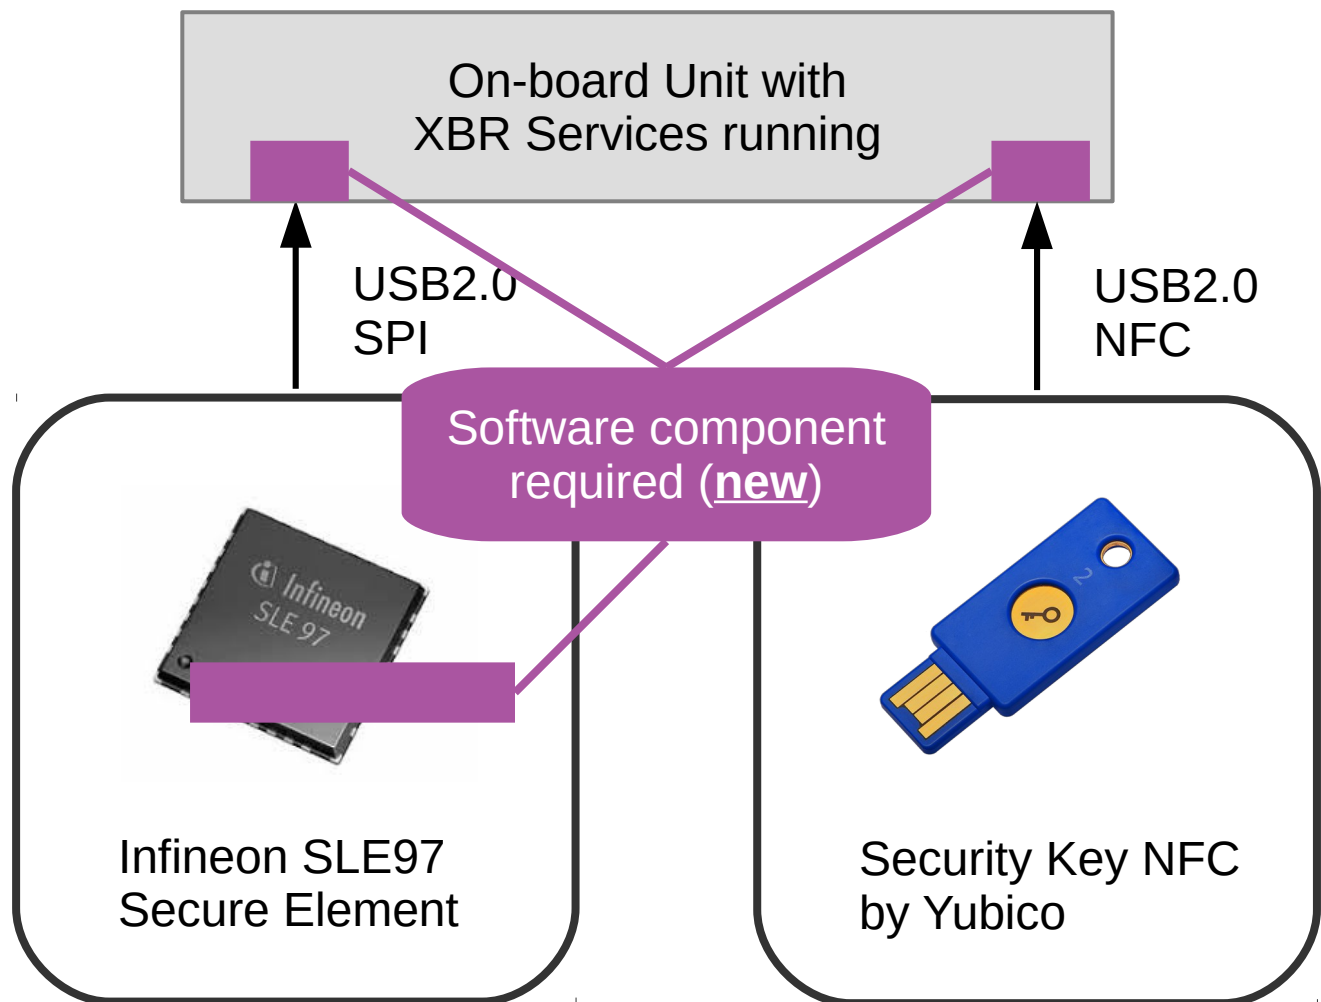 On-board Unit with
XBR Services running
USB2.0
SPI
USB2.0
NFC
Software component
required (new)
Infineon
SLE 97
2
Infineon SLE97
Secure Element
Security Key NFC
by Yubico